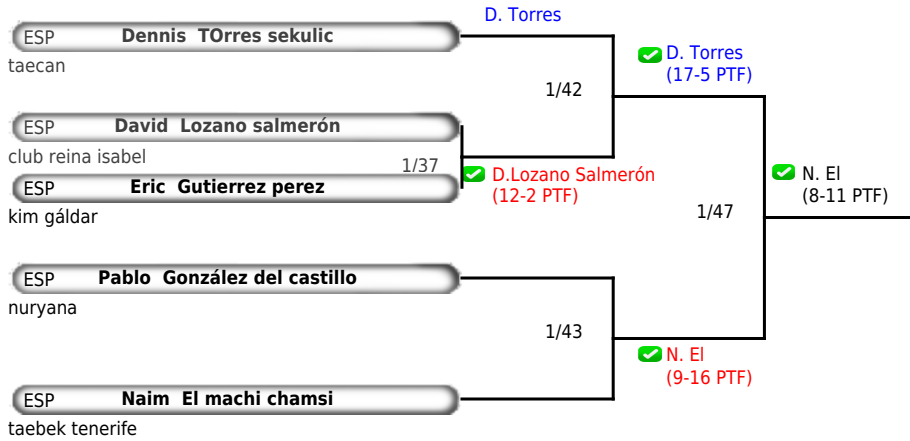 D. Torres
ESP Dennis TOrres sekulic
taecan
D. Torres
(17-5 PTF)
1/42
ESP David Lozano salmerón
club reina isabel
1/37
D.Lozano Salmerón
(12-2 PTF)
ESP Eric Gutierrez perez
kim gáldar
N. El
(8-11 PTF)
1/47
ESP Pablo González del castillo
nuryana
1/43
N. El
(9-16 PTF)
ESP Naim El machi chamsi
taebek tenerife